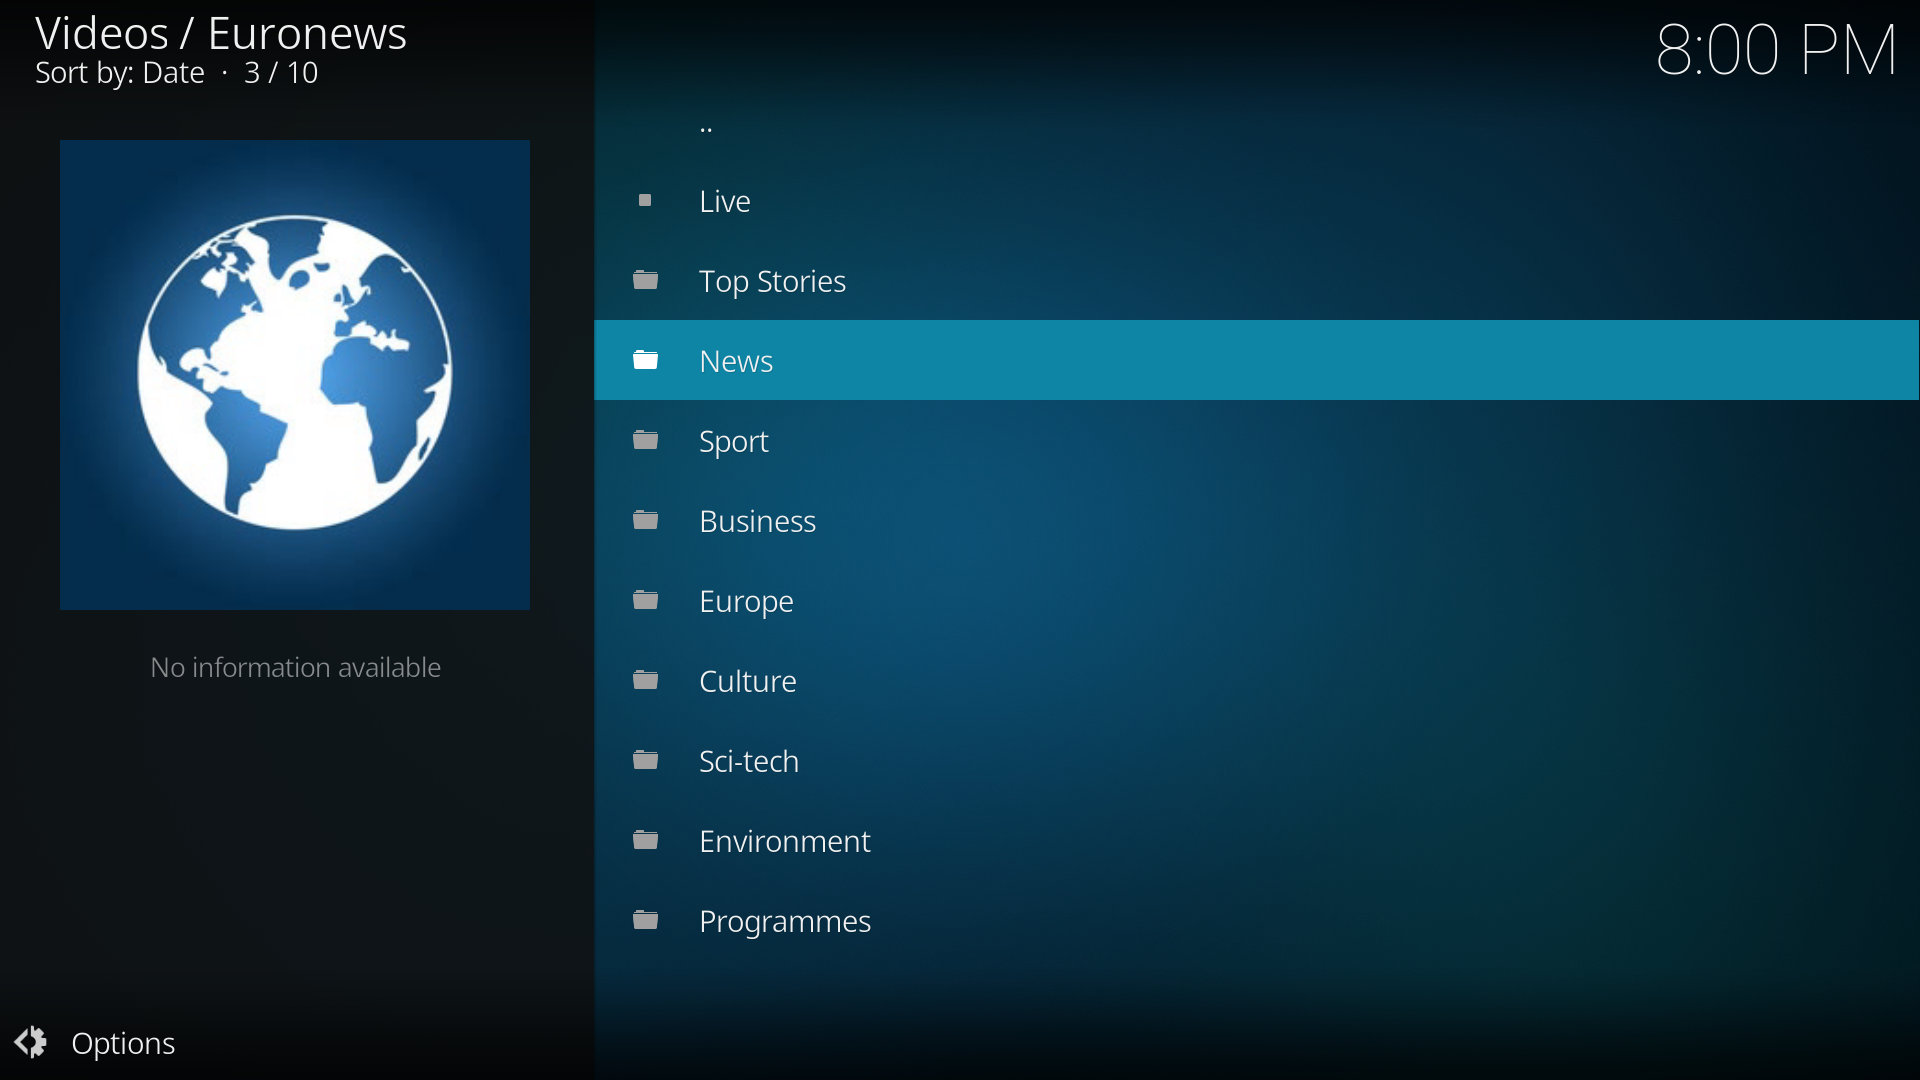 Videos / Euronews
Sort by: Date · 3 / 10
8:00 PM
..
Live
Top Stories
News
Sport
Business
Europe
Culture
Sci-tech
Environment
Programmes
No information available
Options